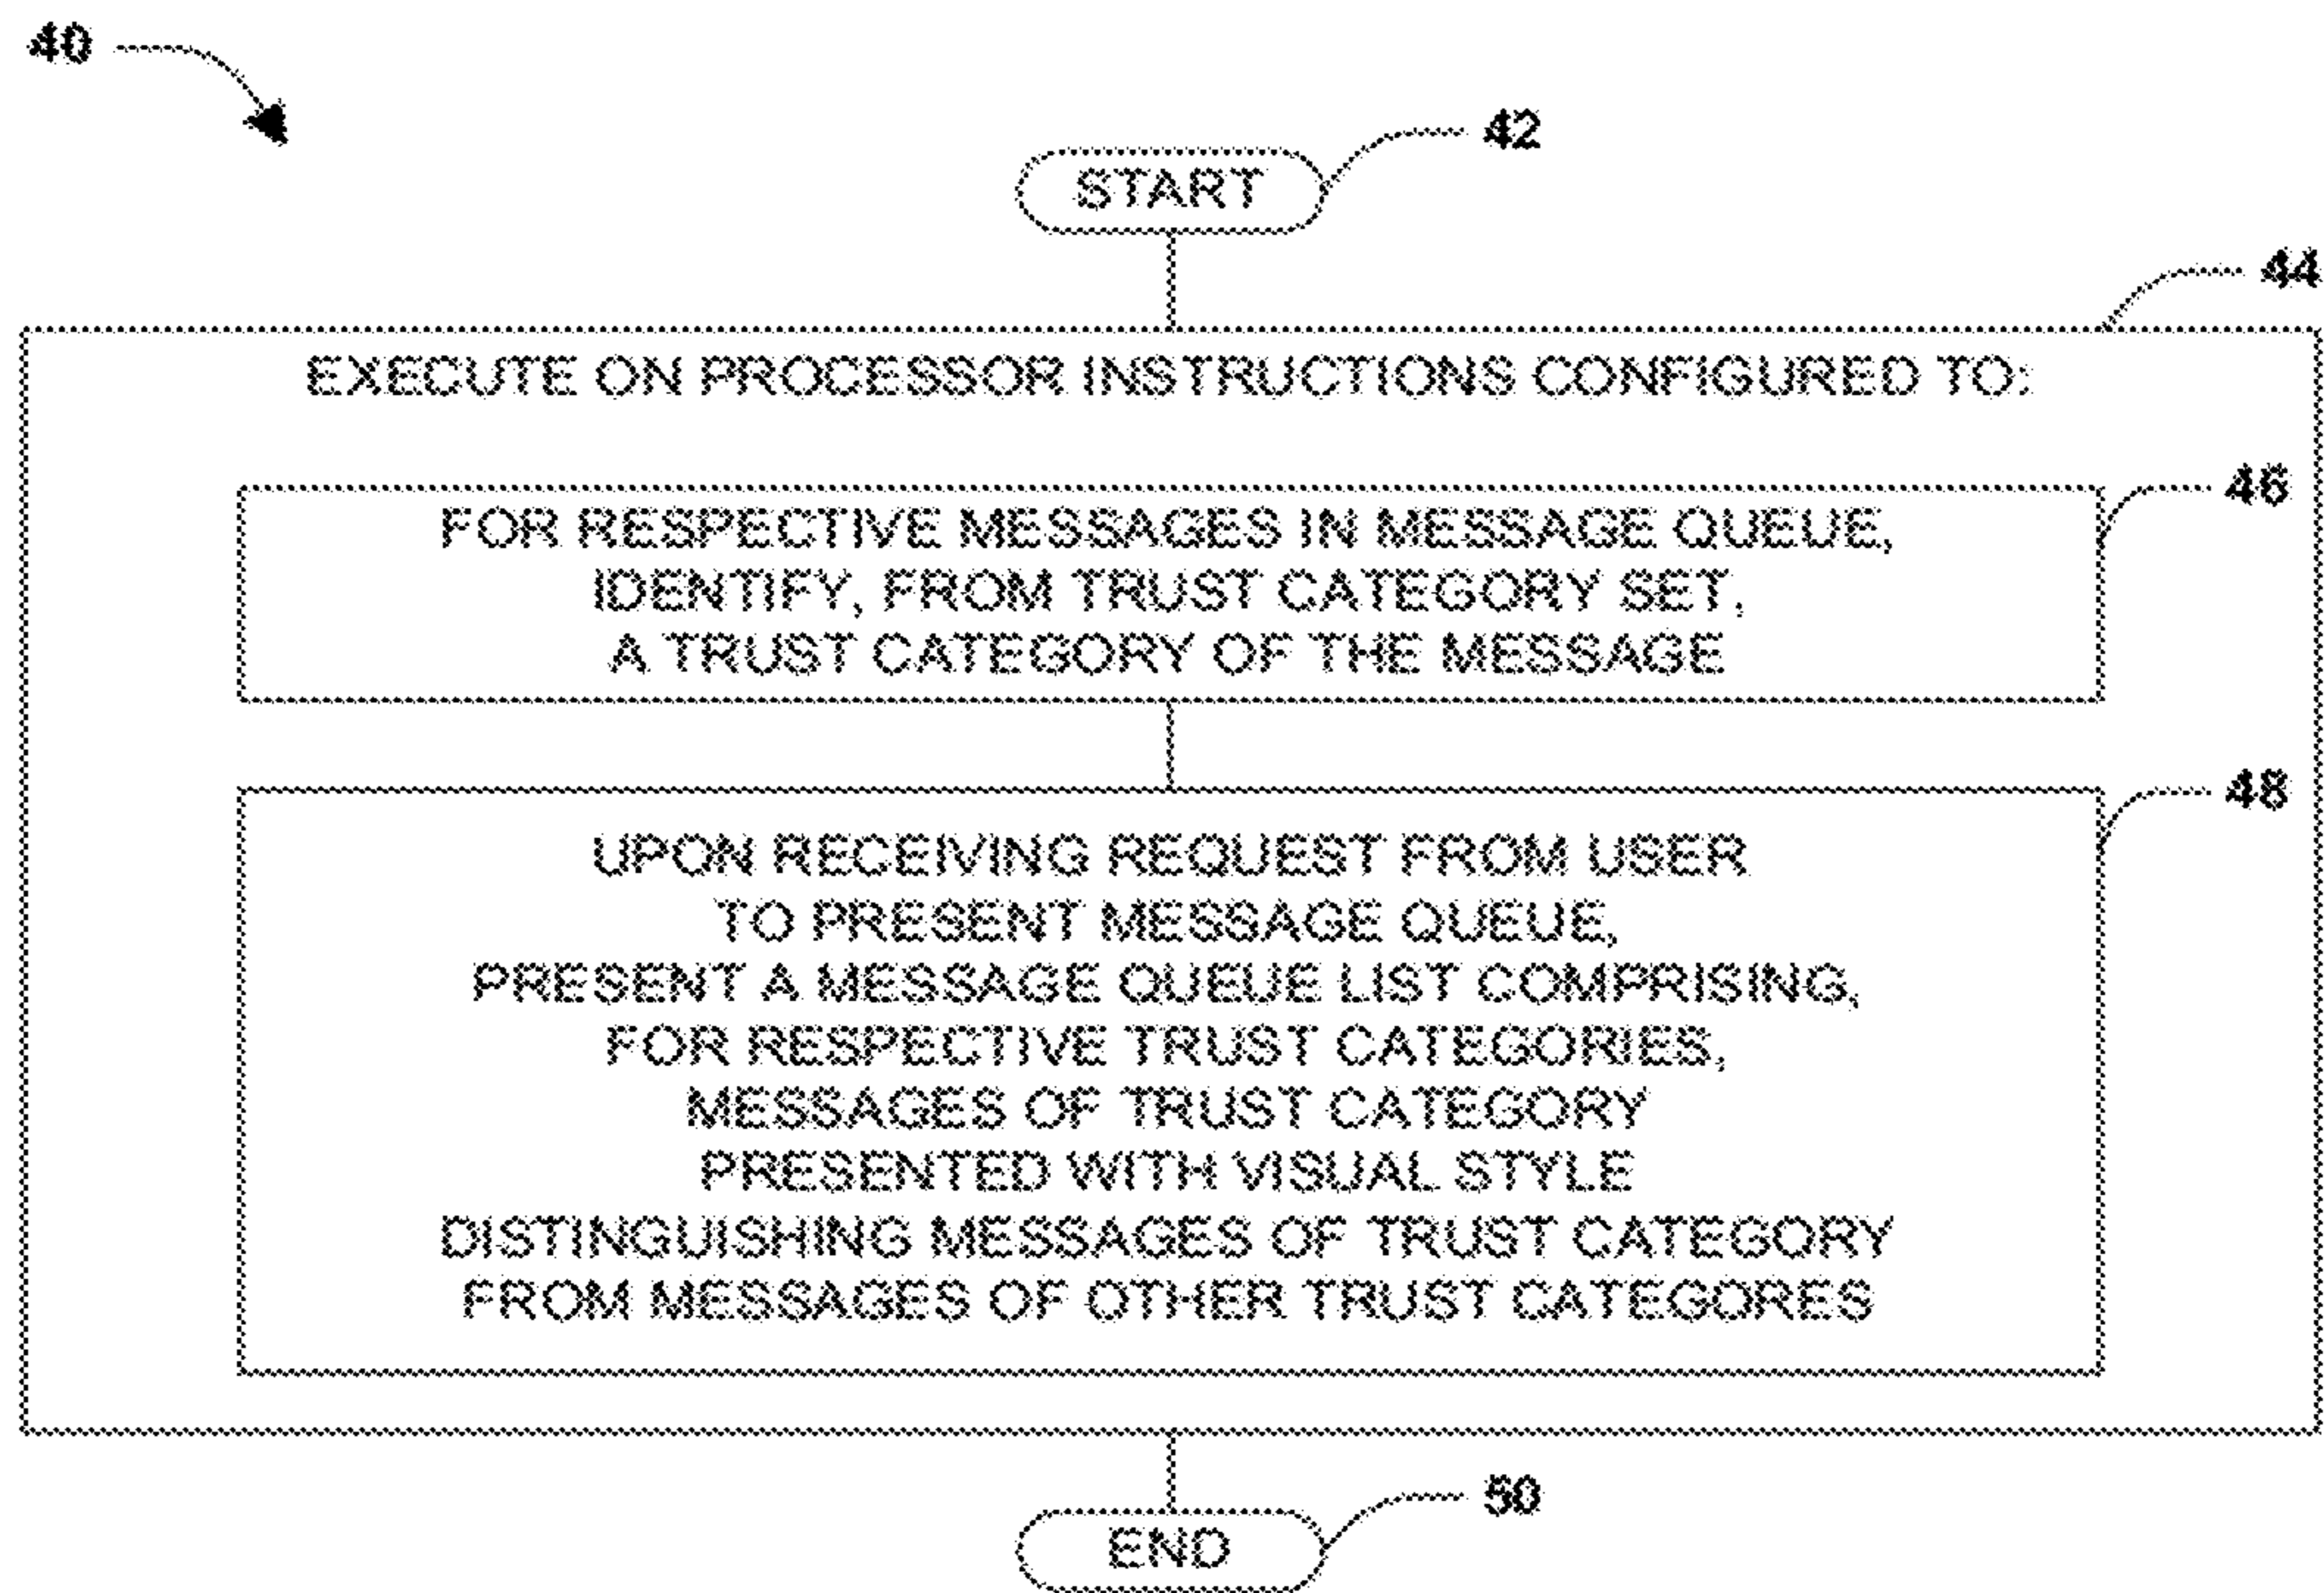 40
42
START
44
EXECUTE ON PROCESSOR INSTRUCTIONS CONFIGURED TO:
46
FOR RESPECTIVE MESSAGES IN MESSAGE QUEUE,
IDENTIFY, FROM TRUST CATEGORY SET,
A TRUST CATEGORY OF THE MESSAGE
48
UPON RECEIVING REQUEST FROM USER
TO PRESENT MESSAGE QUEUE,
PRESENT A MESSAGE QUEUE LIST COMPRISING,
FOR RESPECTIVE TRUST CATEGORIES,
MESSAGES OF TRUST CATEGORY
PRESENTED WITH VISUAL STYLE
DISTINGUISHING MESSAGES OF TRUST CATEGORY
FROM MESSAGES OF OTHER TRUST CATEGORES
50
END